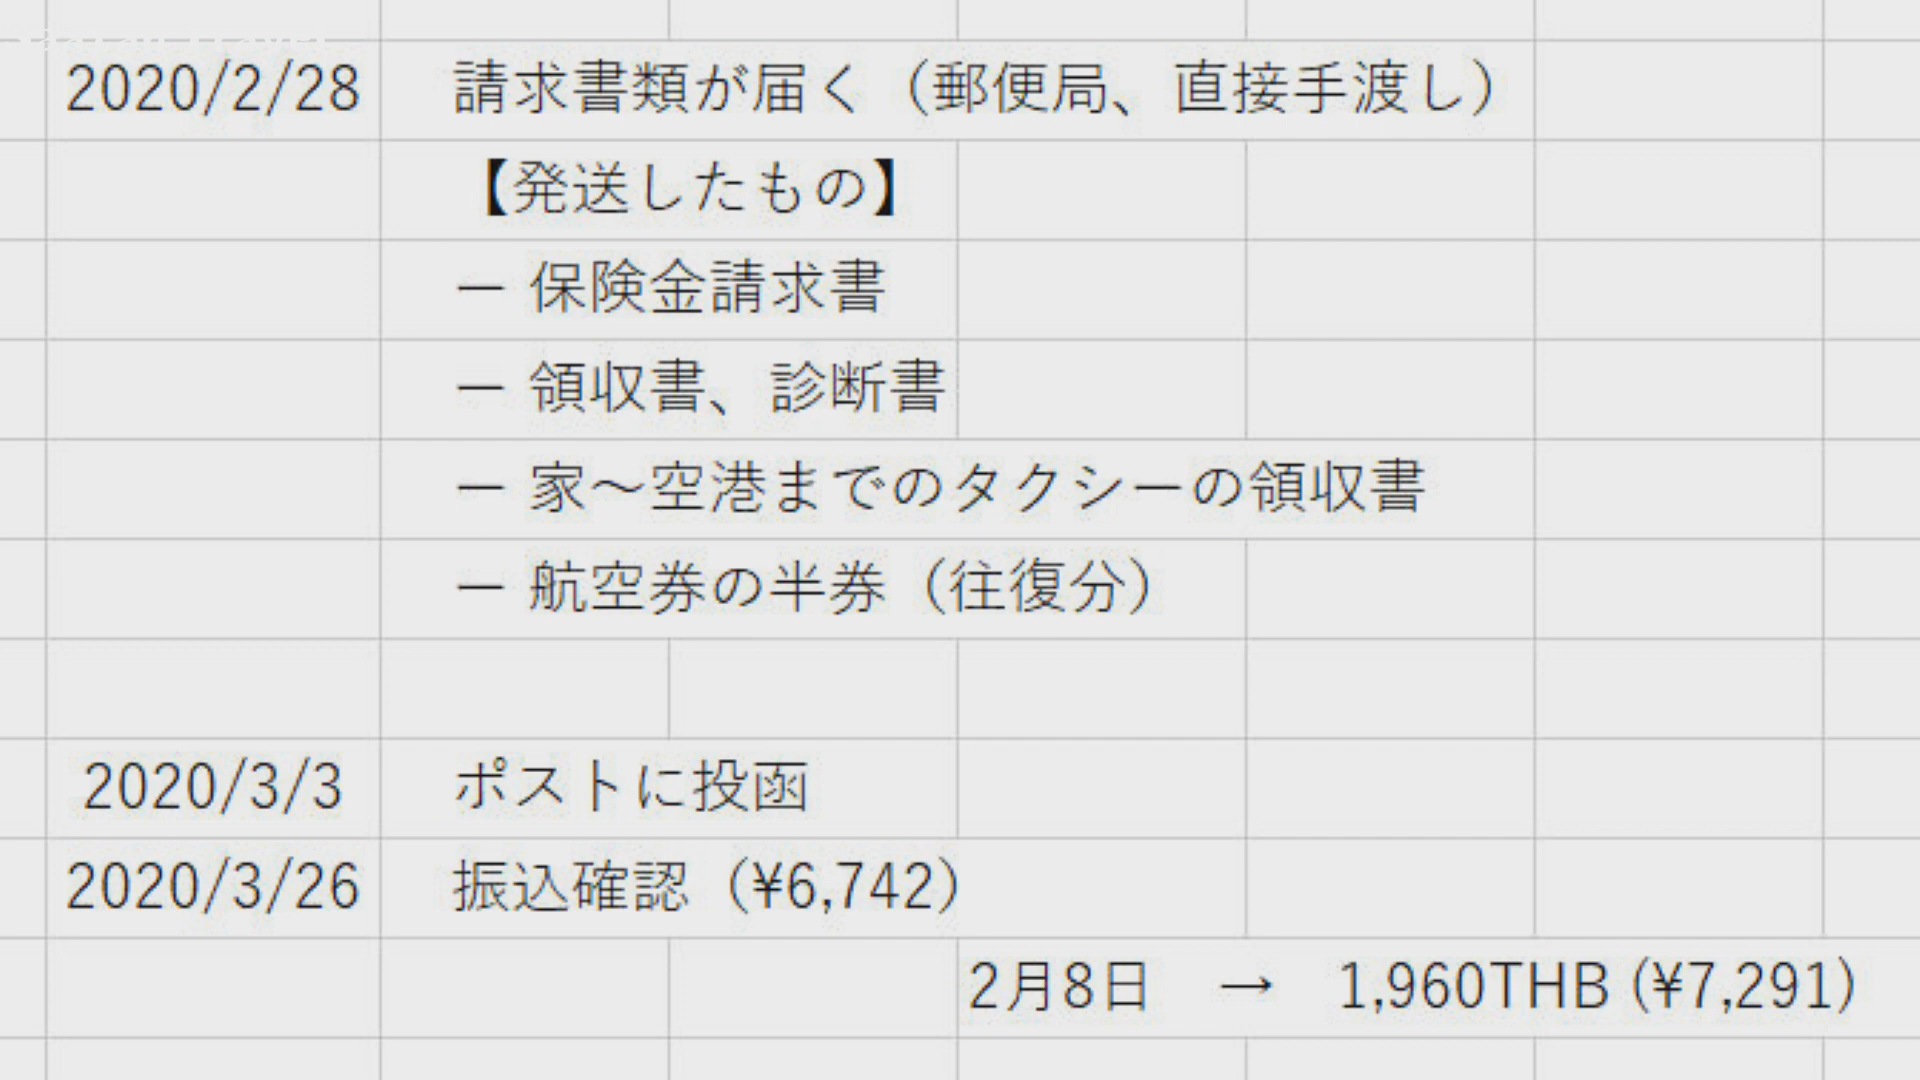 2020/2/28 請求書類が届く（郵便局、直接手渡し）
【発送したもの】
ー 保険金請求書
ー 領収書、診断書
ー 家～空港までのタクシーの領収書
ー 航空券の半券（往復分）
2020/3/3 ポストに投函
2020/3/26 振込確認（¥6,742）
2月8日 → 1,960THB (¥7,291)